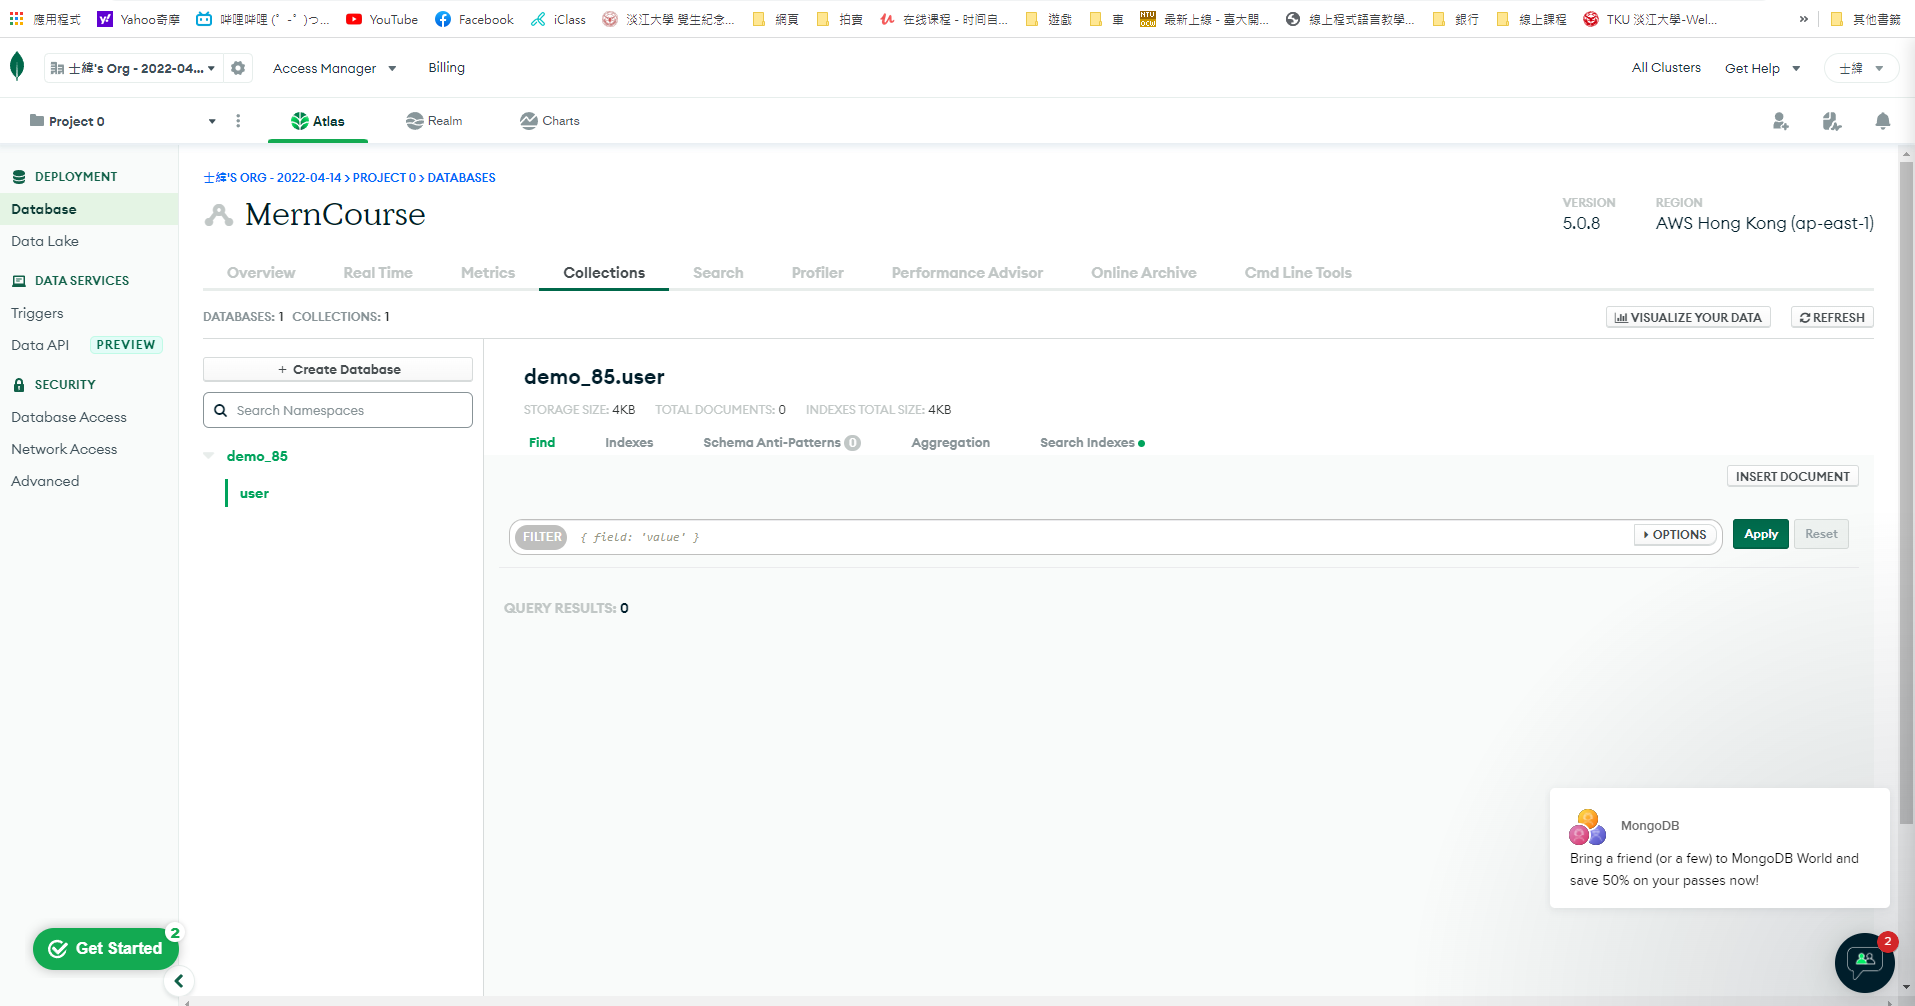 應用程式 Yahoo奇摩 嗶哩嗶哩 (゜-゜)つ... YouTube Facebook iClass 淡江大學 覺生紀念... 網頁 拍賣 在线课程 - 时间自... 遊戲 車 最新上線 - 臺大開... 線上程式語言教學... 銀行 線上課程 TKU 淡江大學-Wel... » 其他書籤
士緯's Org - 2022-04... Access Manager Billing All Clusters Get Help 士緯
Project 0 Atlas Realm Charts
DEPLOYMENT
Database
Data Lake
DATA SERVICES
Triggers
Data API PREVIEW
SECURITY
Database Access
Network Access
Advanced
士緯'S ORG - 2022-04-14 > PROJECT 0 > DATABASES
MernCourse
VERSION
5.0.8
REGION
AWS Hong Kong (ap-east-1)
Overview Real Time Metrics Collections Search Profiler Performance Advisor Online Archive Cmd Line Tools
DATABASES: 1 COLLECTIONS: 1
VISUALIZE YOUR DATA REFRESH
+ Create Database
Search Namespaces
demo_85
user
demo_85.user
STORAGE SIZE: 4KB TOTAL DOCUMENTS: 0 INDEXES TOTAL SIZE: 4KB
Find Indexes Schema Anti-Patterns 0 Aggregation Search Indexes
INSERT DOCUMENT
FILTER { field: 'value' } OPTIONS Apply Reset
QUERY RESULTS: 0
MongoDB
Bring a friend (or a few) to MongoDB World and
save 50% on your passes now!
Get Started 2
2